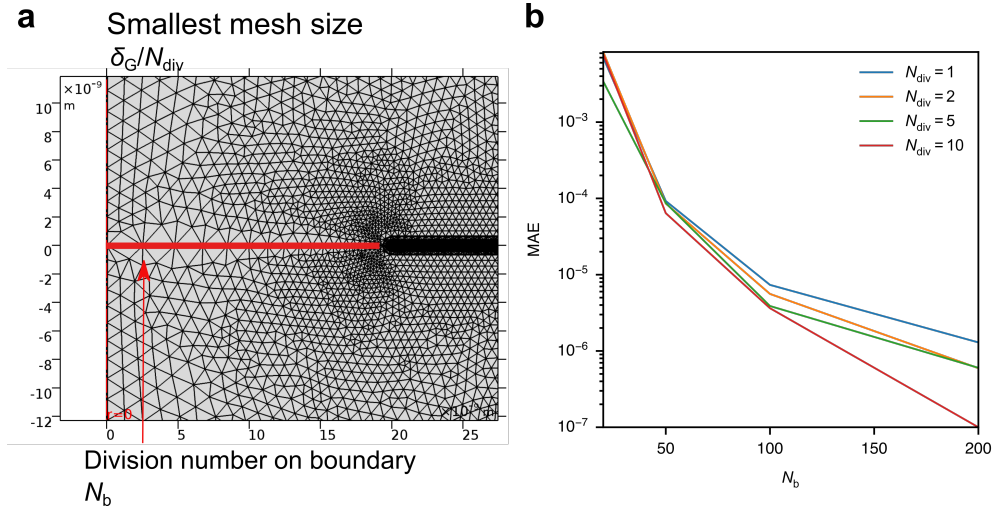 a
Smallest mesh size
δG/Ndiv
×10⁻⁹
m
10
8
6
4
2
0
-2
-4
-6
-8
-10
-12
r=0
0
5
10
15
20
25
Division number on boundary
Nb
b
MAE
10⁻³
10⁻⁴
10⁻⁵
10⁻⁶
10⁻⁷
Ndiv = 1
Ndiv = 2
Ndiv = 5
Ndiv = 10
50
100
150
200
Nb